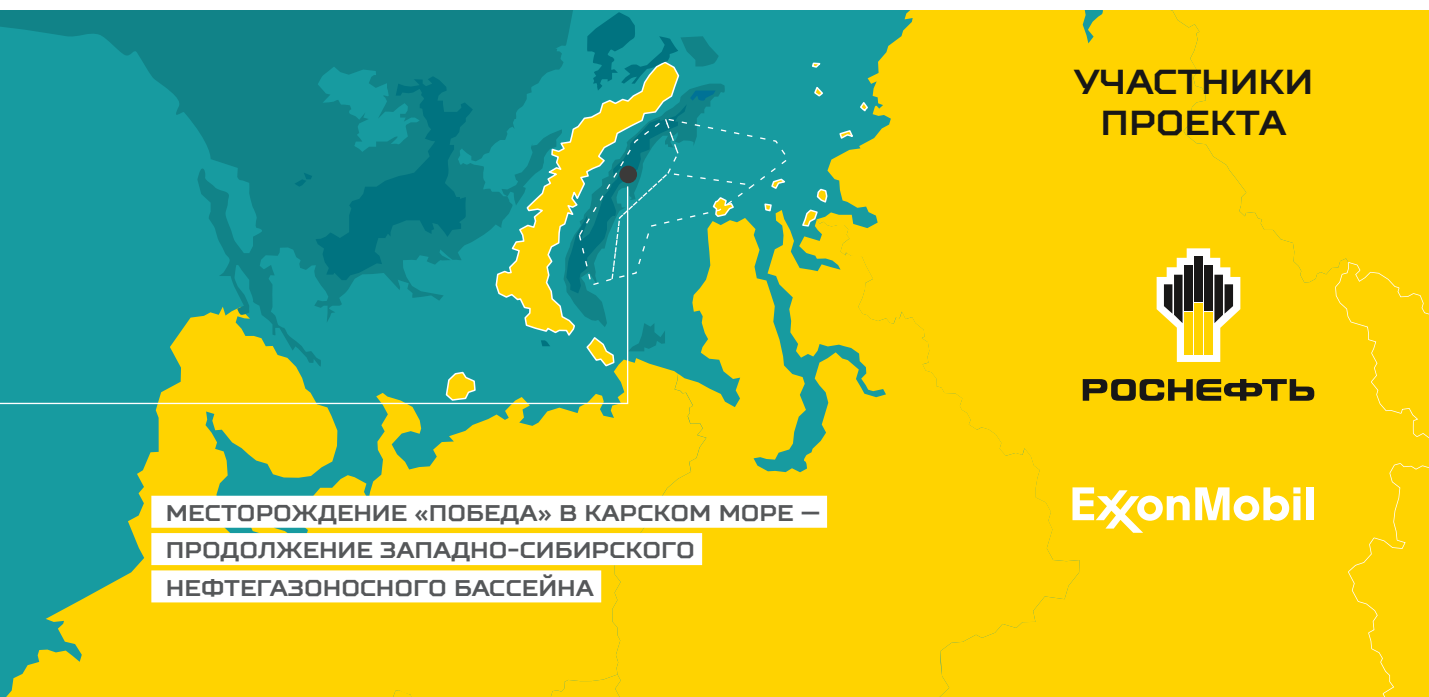 УЧАСТНИКИ
ПРОЕКТА
РОСНЕФТЬ
ExxonMobil
МЕСТОРОЖДЕНИЕ «ПОБЕДА» В КАРСКОМ МОРЕ —
ПРОДОЛЖЕНИЕ ЗАПАДНО-СИБИРСКОГО
НЕФТЕГАЗОНОСНОГО БАССЕЙНА